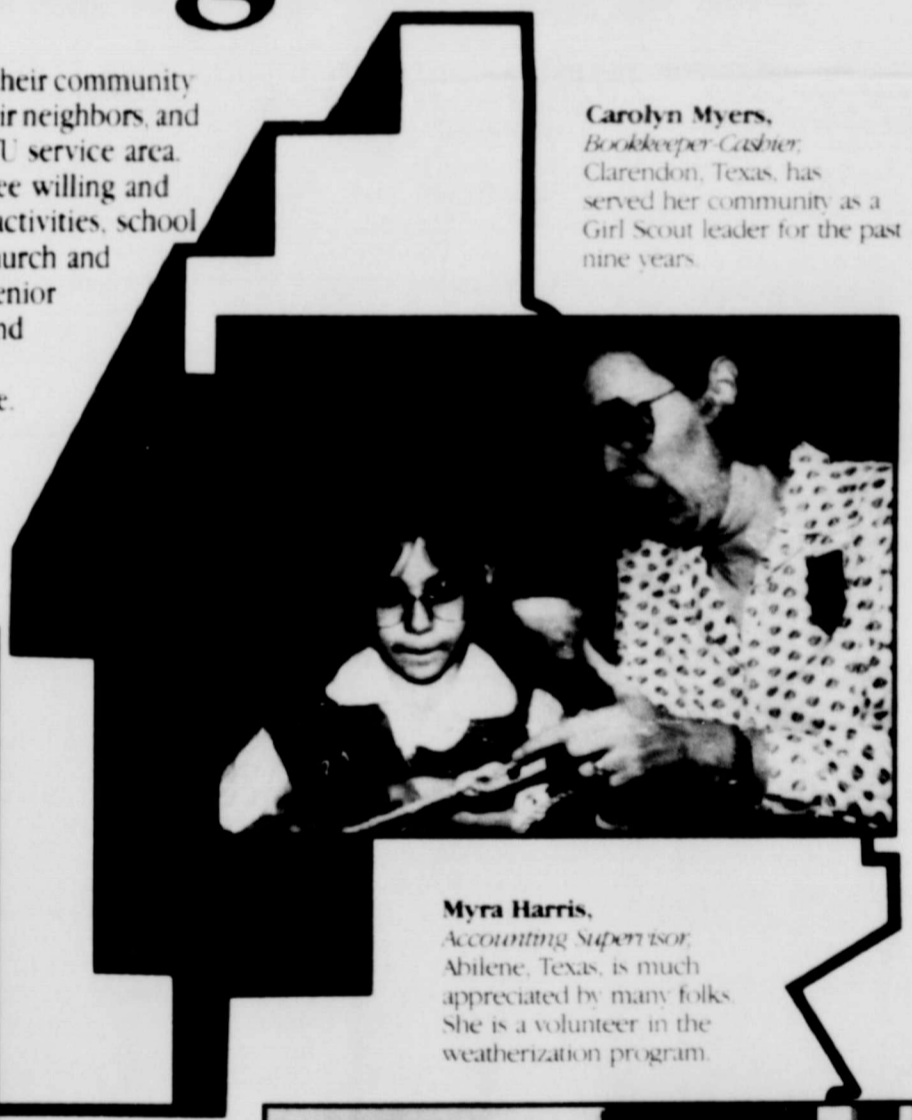 heir community
ir neighbors, and
U service area.
ee willing and
activities, school
urch and
enior
nd
e.
Carolyn Myers,
Bookkeeper-Cashier,
Clarendon, Texas, has
served her community as a
Girl Scout leader for the past
nine years.
Myra Harris,
Accounting Supervisor,
Abilene, Texas, is much
appreciated by many folks.
She is a volunteer in the
weatherization program.